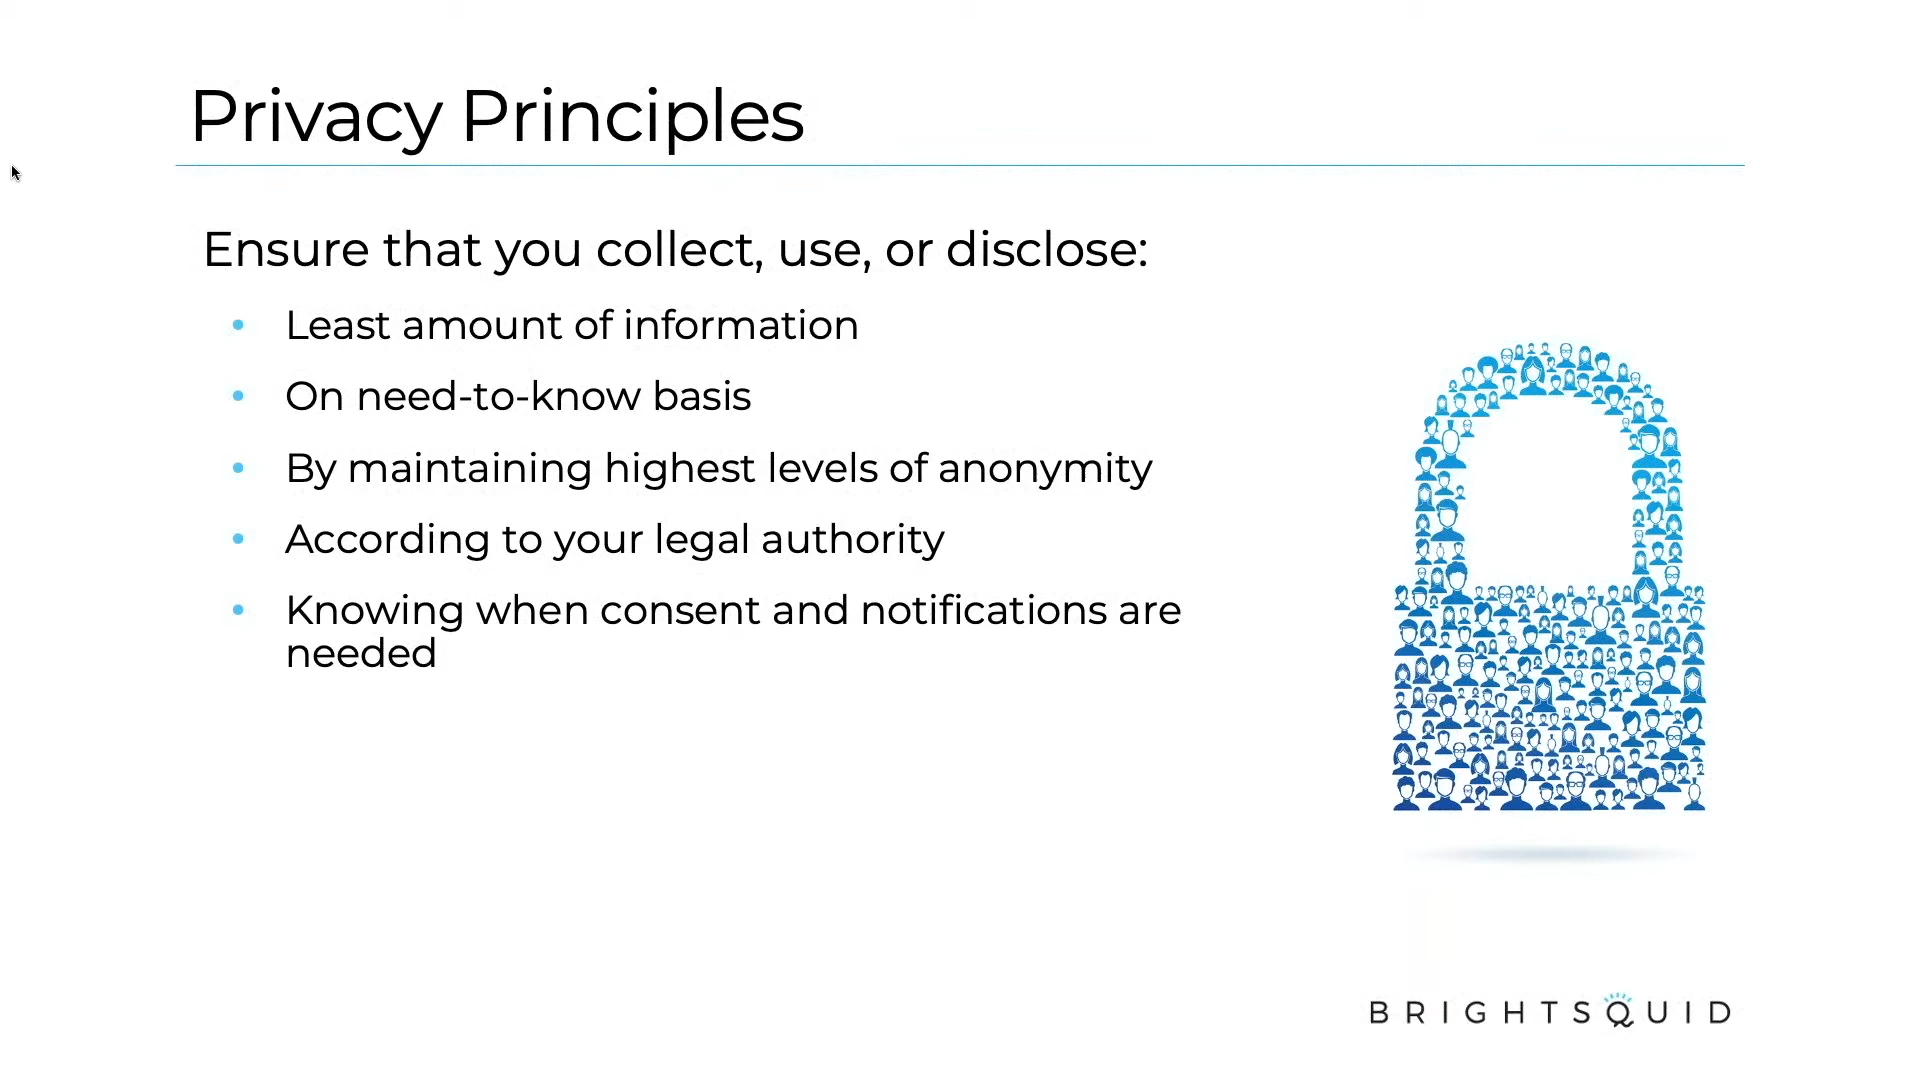 Privacy Principles
Ensure that you collect, use, or disclose:
• Least amount of information
• On need-to-know basis
• By maintaining highest levels of anonymity
• According to your legal authority
• Knowing when consent and notifications are
needed
BRIGHTSQUID